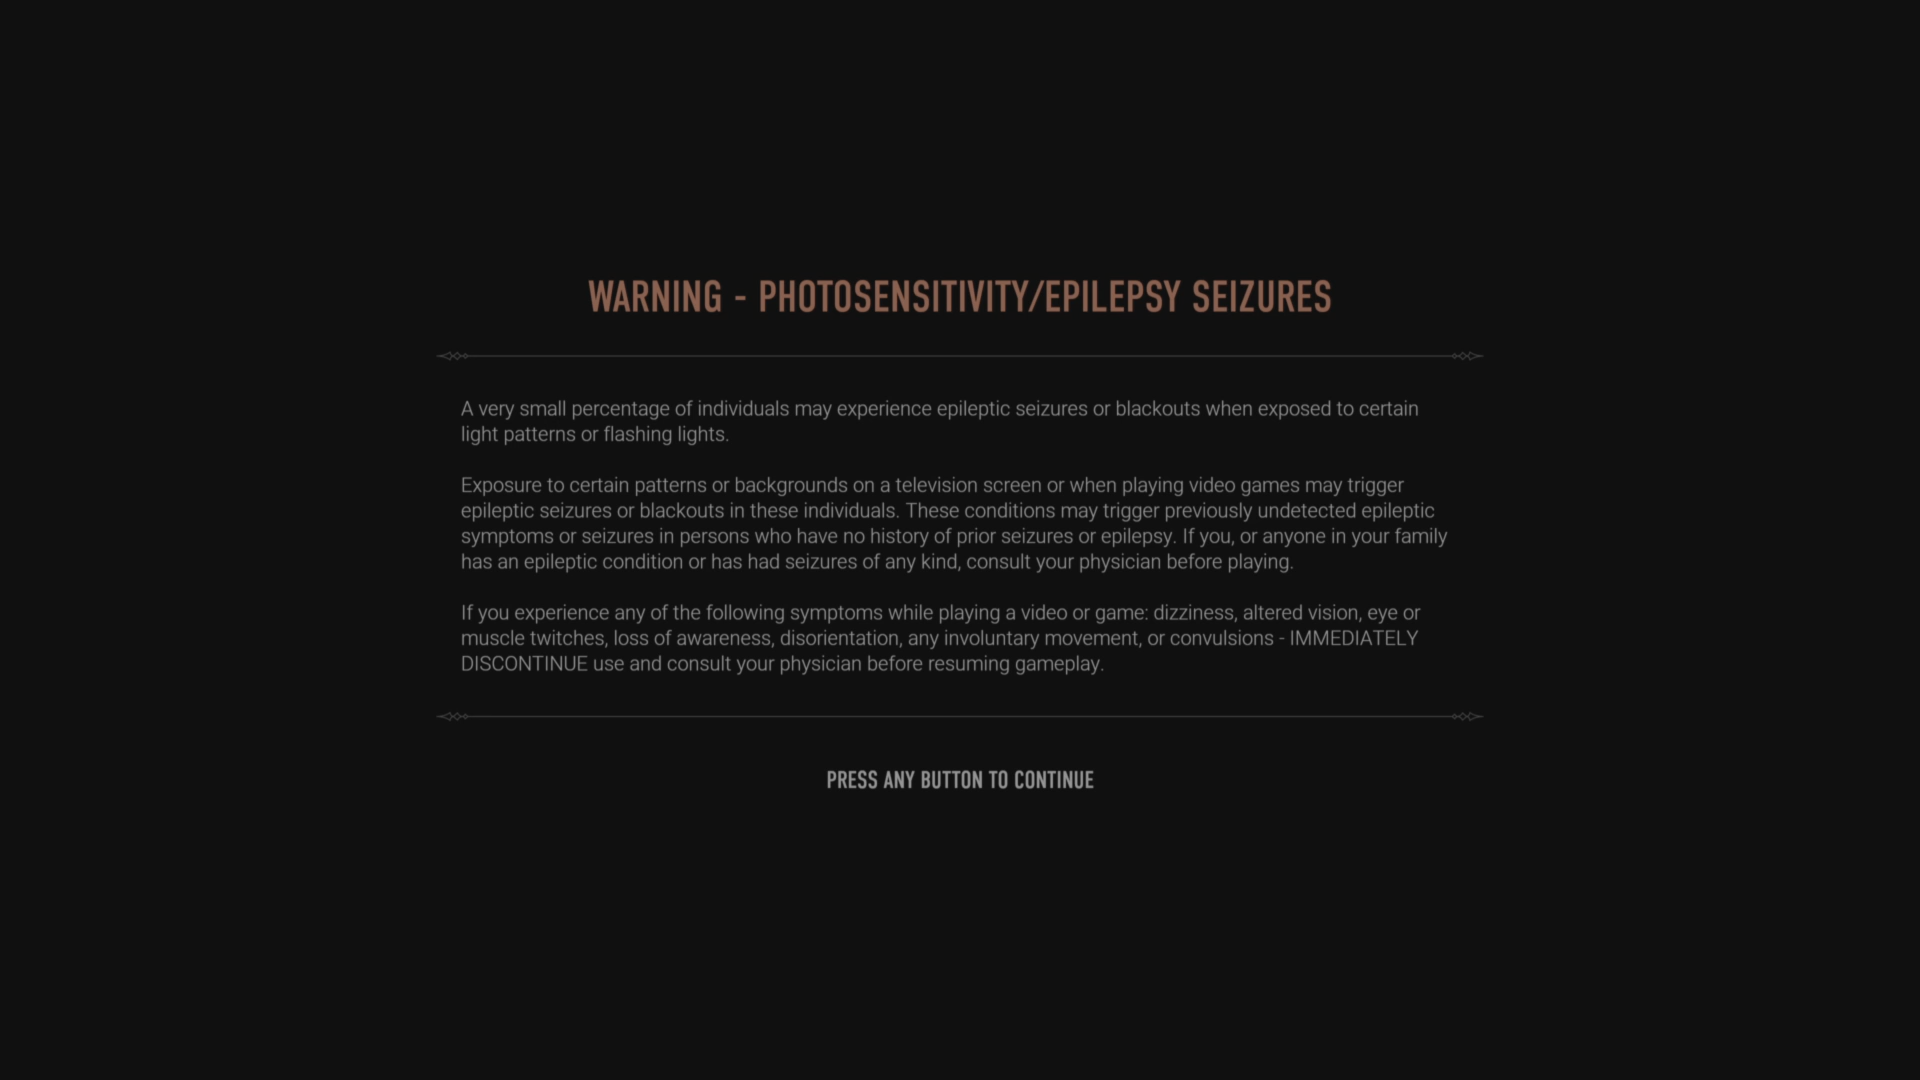 WARNING - PHOTOSENSITIVITY/EPILEPSY SEIZURES
A very small percentage of individuals may experience epileptic seizures or blackouts when exposed to certain
light patterns or flashing lights.
Exposure to certain patterns or backgrounds on a television screen or when playing video games may trigger
epileptic seizures or blackouts in these individuals. These conditions may trigger previously undetected epileptic
symptoms or seizures in persons who have no history of prior seizures or epilepsy. If you, or anyone in your family
has an epileptic condition or has had seizures of any kind, consult your physician before playing.
If you experience any of the following symptoms while playing a video or game: dizziness, altered vision, eye or
muscle twitches, loss of awareness, disorientation, any involuntary movement, or convulsions - IMMEDIATELY
DISCONTINUE use and consult your physician before resuming gameplay.
PRESS ANY BUTTON TO CONTINUE